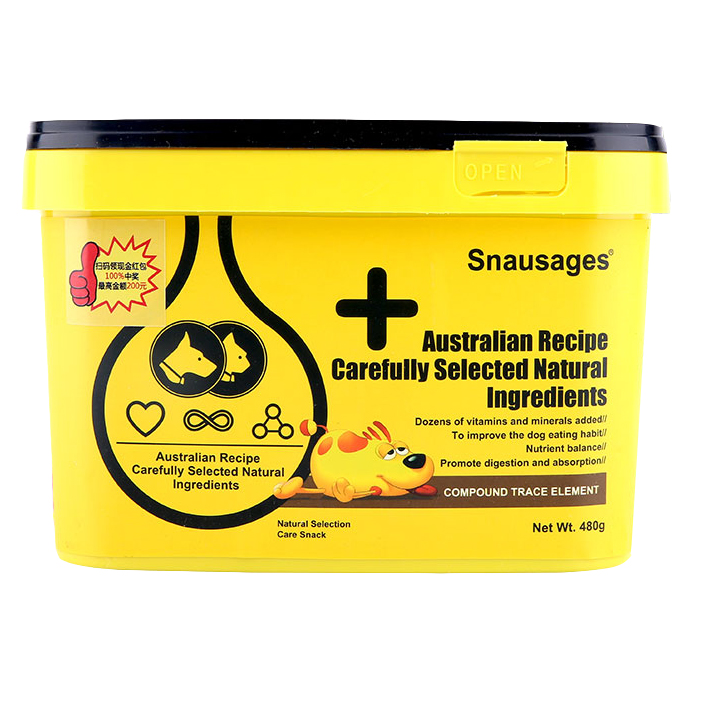 OPEN
扫码领现金红包
100%中奖
最高金额200元
Snausages®
Australian Recipe
Carefully Selected Natural
Ingredients
Dozens of vitamins and minerals added//
To improve the dog eating habit//
Nutrient balance//
Promote digestion and absorption//
COMPOUND TRACE ELEMENT
Australian Recipe
Carefully Selected Natural
Ingredients
Natural Selection
Care Snack
Net Wt. 480g